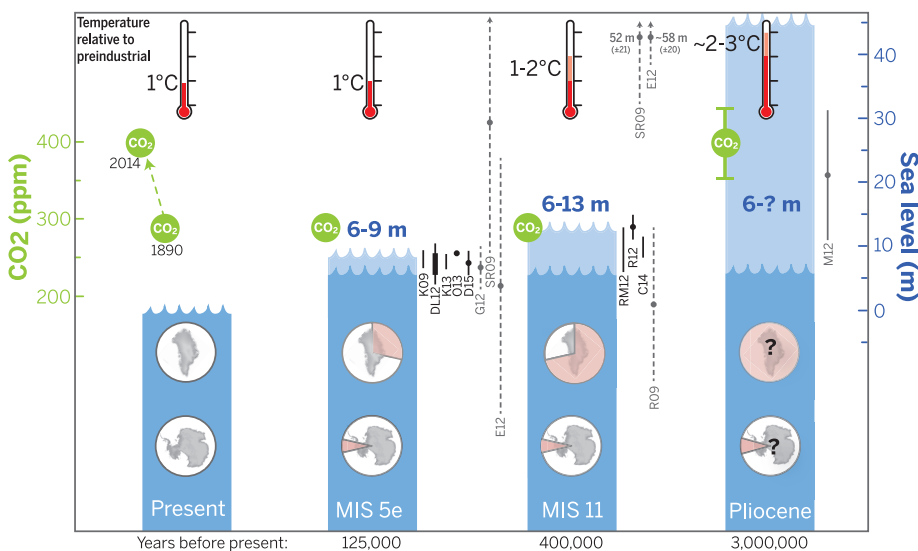 Temperature
relative to
preindustrial
1°C
1°C
1-2°C
~2-3°C
52 m
(±21)
~58 m
(±20)
SR09
E12
CO2 (ppm)
400
300
200
Sea level (m)
40
30
20
10
0
CO₂
2014
CO₂
1890
CO₂
6-9 m
K09
DL12
K13
O13
D15
G12
SR09
E12
CO₂
6-13 m
RM12
R12
C14
R09
CO₂
6-? m
M12
?
?
Present
MIS 5e
MIS 11
Pliocene
Years before present:
125,000
400,000
3,000,000